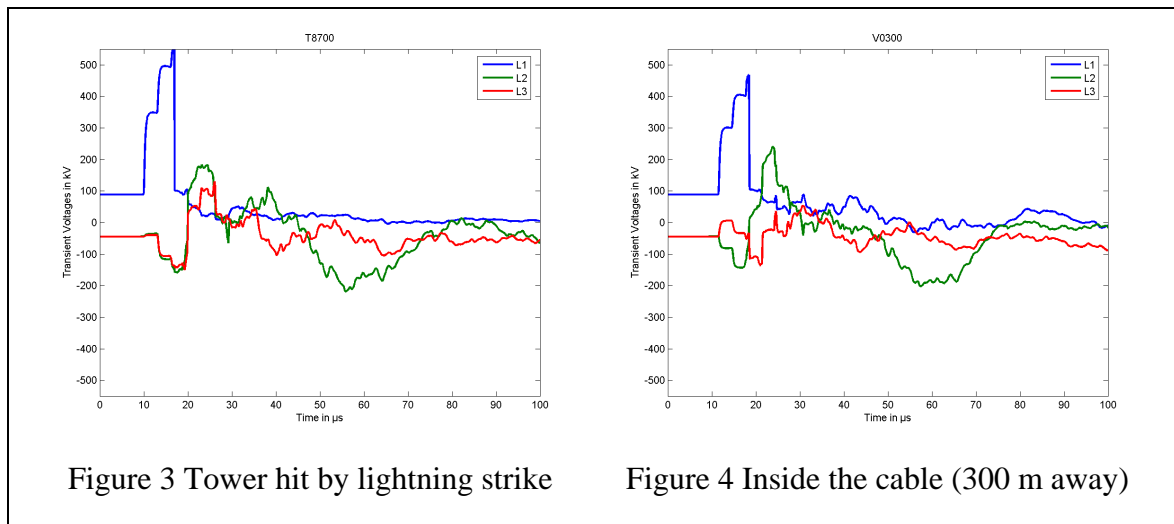 T8700
500
400
300
200
100
0
-100
-200
-300
-400
-500
Transient Voltages in kV
0 10 20 30 40 50 60 70 80 90 100
Time in µs
L1
L2
L3
V0300
500
400
300
200
100
0
-100
-200
-300
-400
-500
Transient Voltages in kV
0 10 20 30 40 50 60 70 80 90 100
Time in µs
L1
L2
L3
Figure 3 Tower hit by lightning strike
Figure 4 Inside the cable (300 m away)